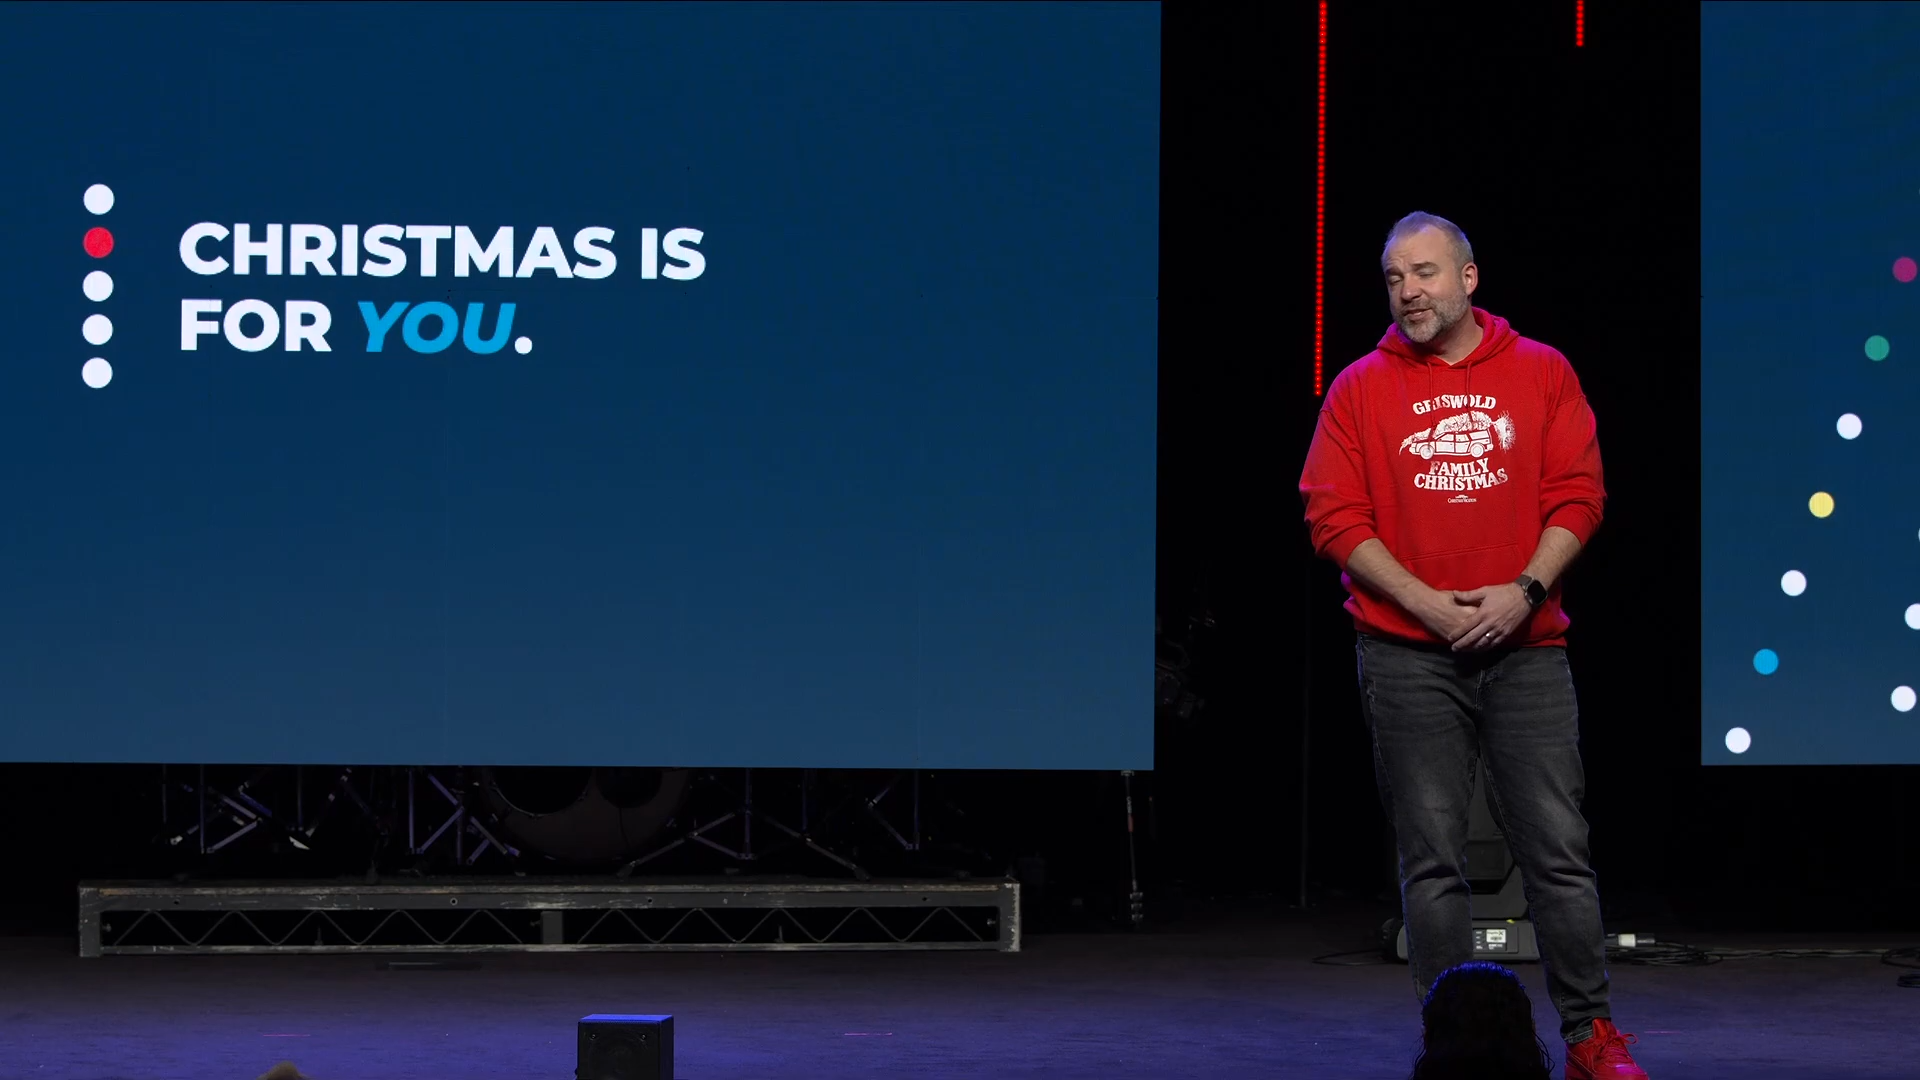 CHRISTMAS IS
FOR YOU.
GRISWOLD
FAMILY
CHRISTMAS